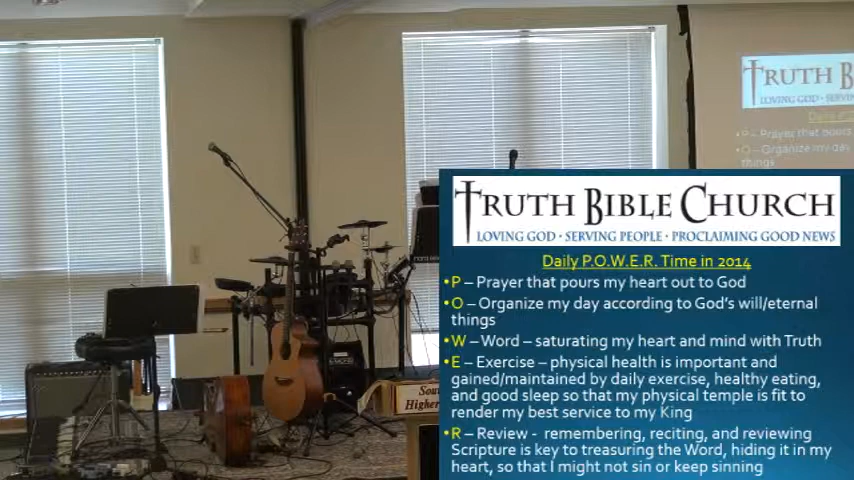 TRUTH B
LOVING GOD · SERVIN
P – Prayer that pours
O – Organize my day
things
TRUTH BIBLE CHURCH
LOVING GOD · SERVING PEOPLE · PROCLAIMING GOOD NEWS
Daily P.O.W.E.R. Time in 2014
•P – Prayer that pours my heart out to God
•O – Organize my day according to God's will/eternal
things
•W – Word – saturating my heart and mind with Truth
•E – Exercise – physical health is important and
gained/maintained by daily exercise, healthy eating,
and good sleep so that my physical temple is fit to
render my best service to my King
•R – Review - remembering, reciting, and reviewing
Scripture is key to treasuring the Word, hiding it in my
heart, so that I might not sin or keep sinning
Sou
Higher